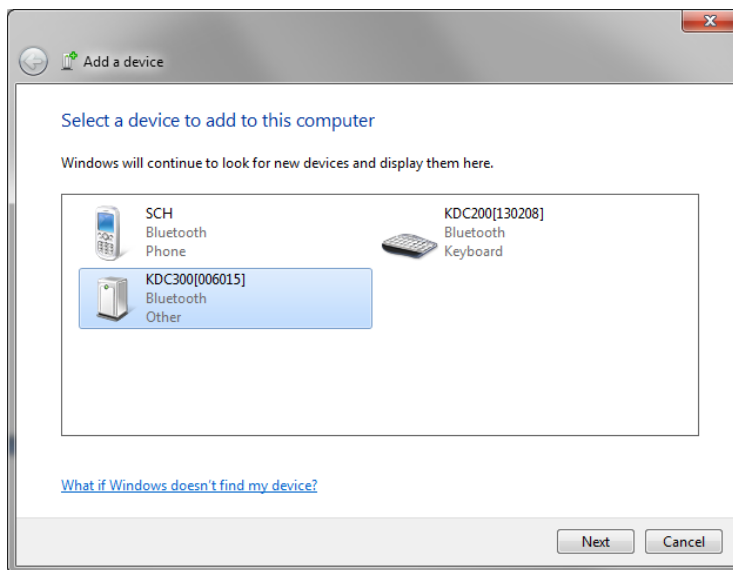 Add a device
Select a device to add to this computer
Windows will continue to look for new devices and display them here.
SCH
Bluetooth
Phone
KDC200[130208]
Bluetooth
Keyboard
KDC300[006015]
Bluetooth
Other
What if Windows doesn't find my device?
Next
Cancel